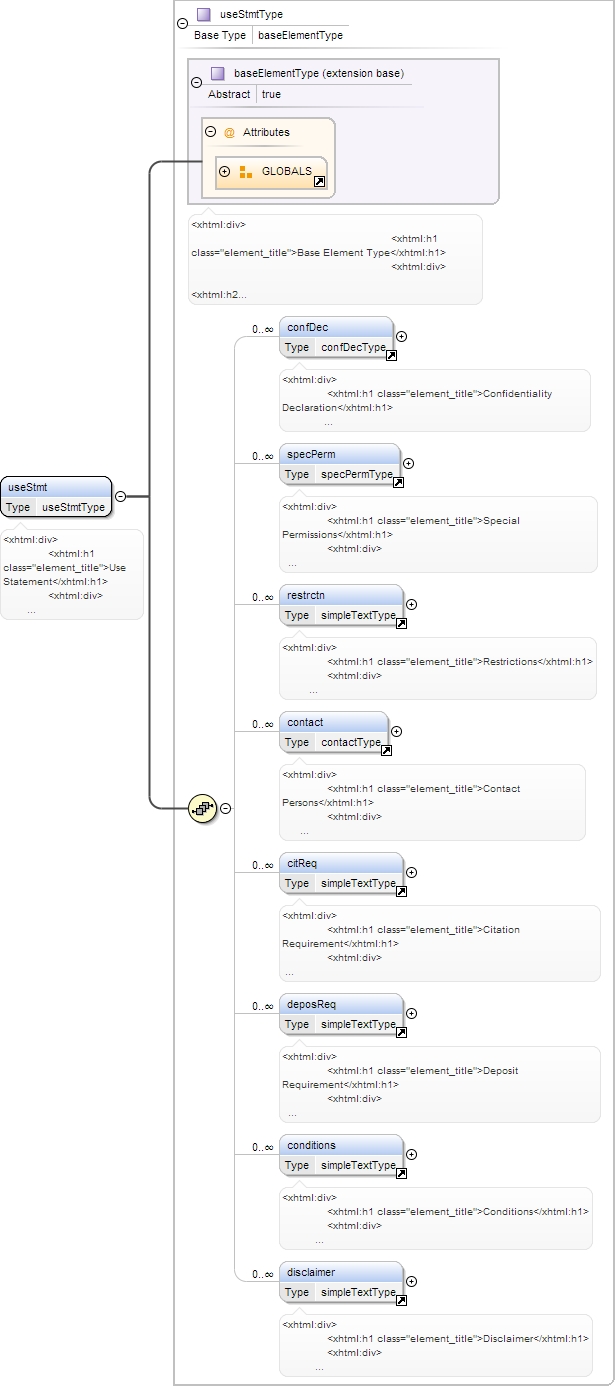 useStmtType
Base Type baseElementType
baseElementType (extension base)
Abstract true
@ Attributes
GLOBALS
<xhtml:div>
<xhtml:h1
class="element_title">Base Element Type</xhtml:h1>
<xhtml:div>
<xhtml:h2...
useStmt
Type useStmtType
<xhtml:div>
<xhtml:h1
class="element_title">Use
Statement</xhtml:h1>
<xhtml:div>
...
0..∞ confDec
Type confDecType
<xhtml:div>
<xhtml:h1 class="element_title">Confidentiality
Declaration</xhtml:h1>
...
0..∞ specPerm
Type specPermType
<xhtml:div>
<xhtml:h1 class="element_title">Special
Permissions</xhtml:h1>
<xhtml:div>
...
0..∞ restrctn
Type simpleTextType
<xhtml:div>
<xhtml:h1 class="element_title">Restrictions</xhtml:h1>
<xhtml:div>
...
0..∞ contact
Type contactType
<xhtml:div>
<xhtml:h1 class="element_title">Contact
Persons</xhtml:h1>
<xhtml:div>
...
0..∞ citReq
Type simpleTextType
<xhtml:div>
<xhtml:h1 class="element_title">Citation
Requirement</xhtml:h1>
<xhtml:div>
...
0..∞ deposReq
Type simpleTextType
<xhtml:div>
<xhtml:h1 class="element_title">Deposit
Requirement</xhtml:h1>
<xhtml:div>
...
0..∞ conditions
Type simpleTextType
<xhtml:div>
<xhtml:h1 class="element_title">Conditions</xhtml:h1>
<xhtml:div>
...
0..∞ disclaimer
Type simpleTextType
<xhtml:div>
<xhtml:h1 class="element_title">Disclaimer</xhtml:h1>
<xhtml:div>
...